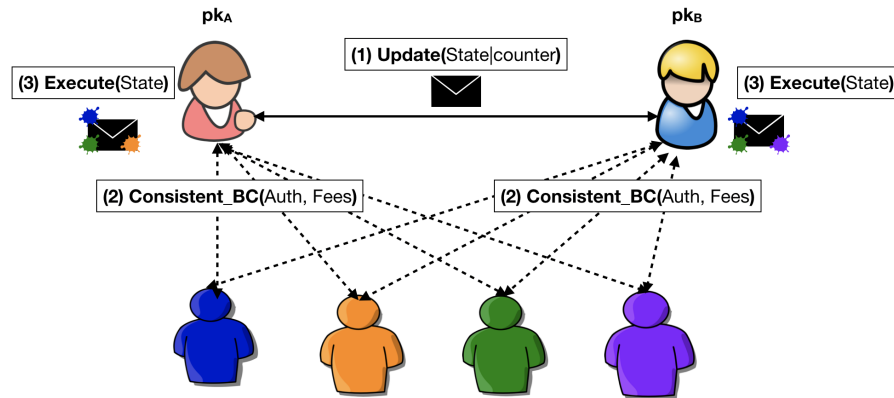 pkA
pkB
(1) Update(State|counter)
(3) Execute(State)
(3) Execute(State)
(2) Consistent_BC(Auth, Fees)
(2) Consistent_BC(Auth, Fees)